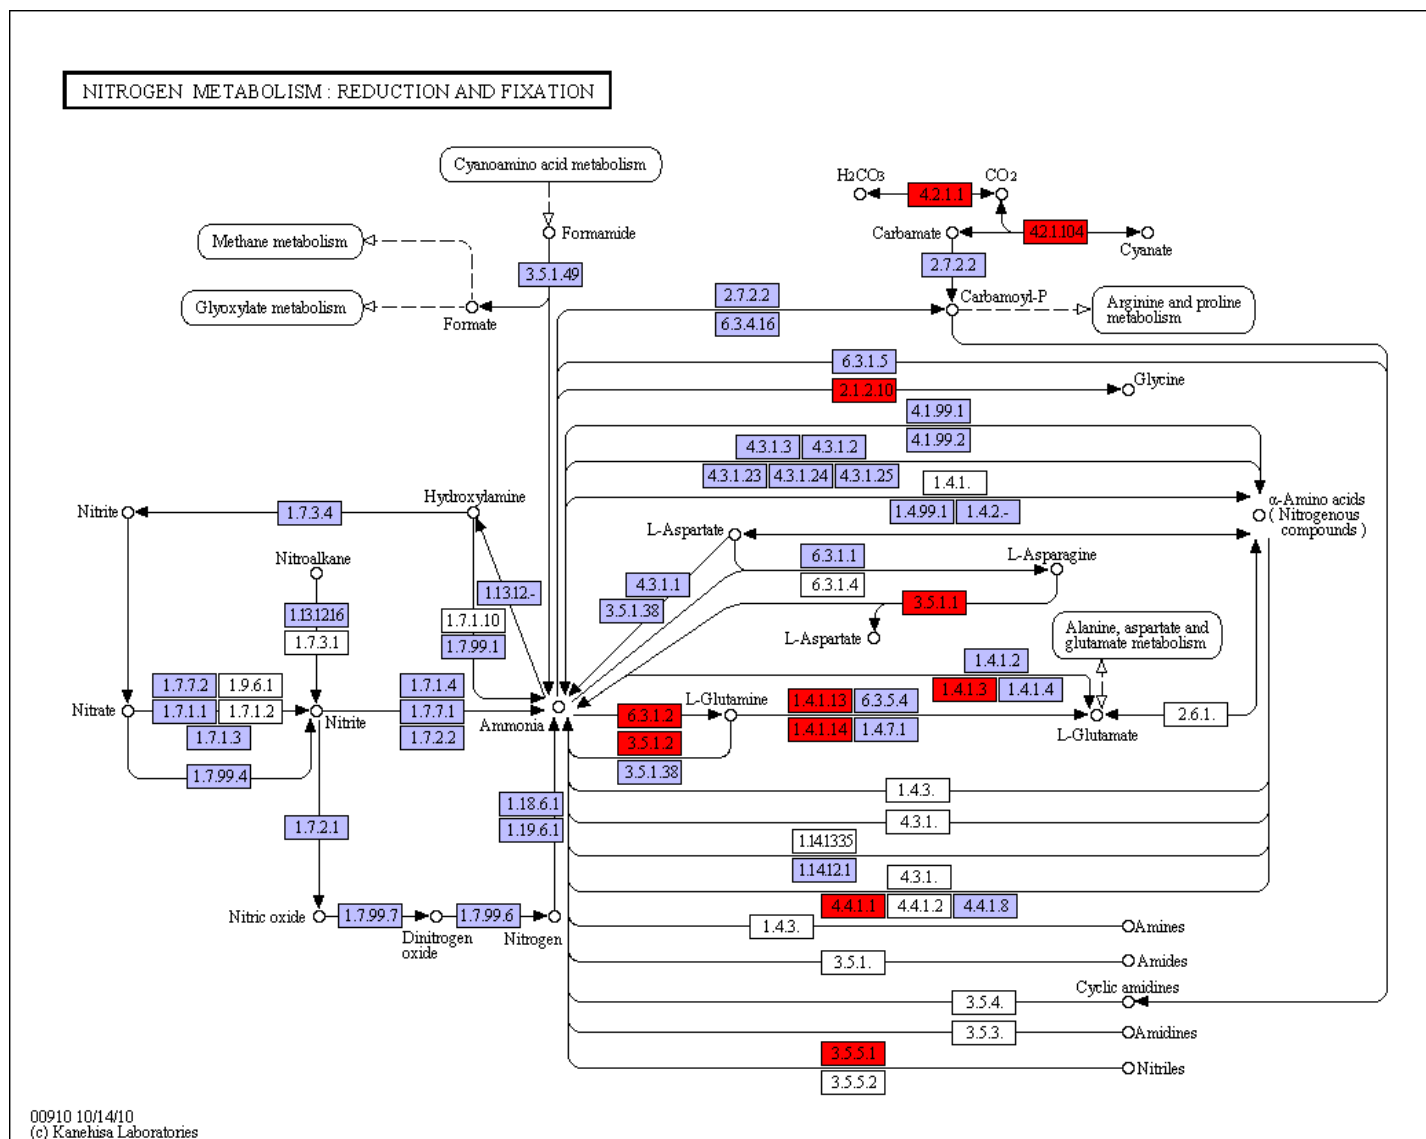 NITROGEN METABOLISM : REDUCTION AND FIXATION
Cyanoamino acid metabolism
H2CO3
CO2
4.2.1.1
Methane metabolism
Formamide
Carbamate
4.2.1.104
Cyanate
3.5.1.49
2.7.2.2
Glyoxylate metabolism
Formate
2.7.2.2
6.3.4.16
Carbamoyl-P
Arginine and proline
metabolism
6.3.1.5
2.1.2.10
Glycine
4.1.99.1
4.1.99.2
4.3.1.3
4.3.1.2
4.3.1.23
4.3.1.24
4.3.1.25
1.4.1.
1.4.99.1
1.4.2.-
α-Amino acids
( Nitrogenous
compounds )
Nitrite
1.7.3.4
Hydroxylamine
L-Aspartate
6.3.1.1
6.3.1.4
L-Asparagine
Nitroalkane
4.3.1.1
3.5.1.38
1.13.12.-
3.5.1.1
L-Aspartate
1.13.12.16
1.7.3.1
1.7.1.10
1.7.99.1
Alanine, aspartate and
glutamate metabolism
1.4.1.2
1.4.1.3
1.4.1.4
1.7.7.2
1.9.6.1
1.7.1.1
1.7.1.2
1.7.1.3
1.7.99.4
Nitrate
Nitrite
1.7.1.4
1.7.7.1
1.7.2.2
Ammonia
6.3.1.2
3.5.1.2
3.5.1.38
L-Glutamine
1.4.1.13
6.3.5.4
1.4.1.14
1.4.7.1
L-Glutamate
2.6.1.
1.4.3.
4.3.1.
1.18.6.1
1.19.6.1
1.7.2.1
1.14.13.35
1.14.12.1
4.3.1.
4.4.1.1
4.4.1.2
4.4.1.8
Nitric oxide
1.7.99.7
Dinitrogen
oxide
1.7.99.6
Nitrogen
1.4.3.
Amines
3.5.1.
Amides
Cyclic amidines
3.5.4.
3.5.3.
Amidines
3.5.5.1
3.5.5.2
Nitriles
00910 10/14/10
(c) Kanehisa Laboratories